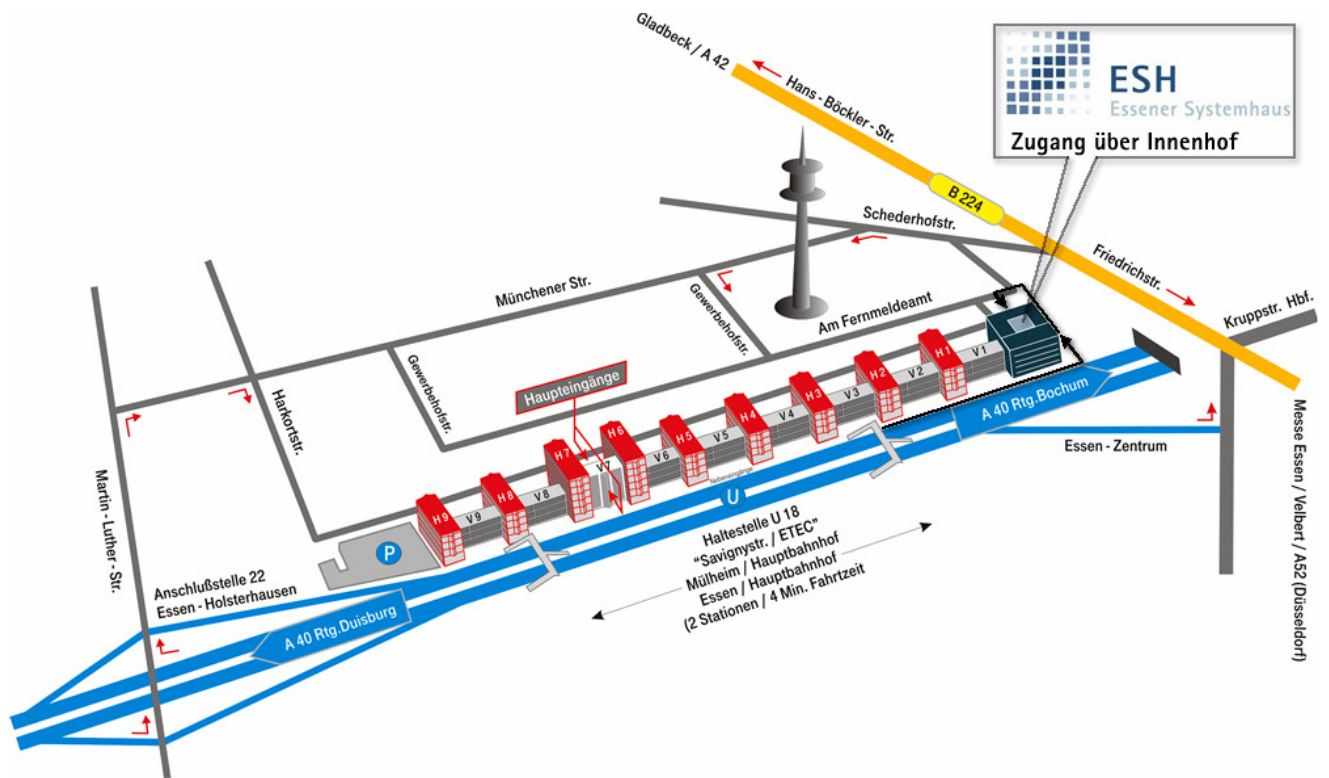 Gladbeck / A 42
Hans - Böckler - Str.
B 224
Friedrichstr.
ESH
Essener Systemhaus
Zugang über Innenhof
Schederhofstr.
Kruppstr. Hbf.
Münchener Str.
Gewerbehofstr.
Am Fernmeldeamt
Gewerbehofstr.
Harkortstr.
Martin - Luther - Str.
Haupteingänge
H 1
V 1
H 2
V 2
H 3
V 3
H 4
V 4
H 5
V 5
H 6
V 6
H 7
V 7
H 8
V 8
H 9
V 9
Nebeneingänge
P
U
A 40 Rtg.Bochum
Essen - Zentrum
Messe Essen / Velbert / A52 (Düsseldorf)
Haltestelle U 18
“Savignystr. / ETEC”
Mülheim / Hauptbahnhof
Essen / Hauptbahnhof
(2 Stationen / 4 Min. Fahrtzeit
Anschlußstelle 22
Essen - Holsterhausen
A 40 Rtg.Duisburg